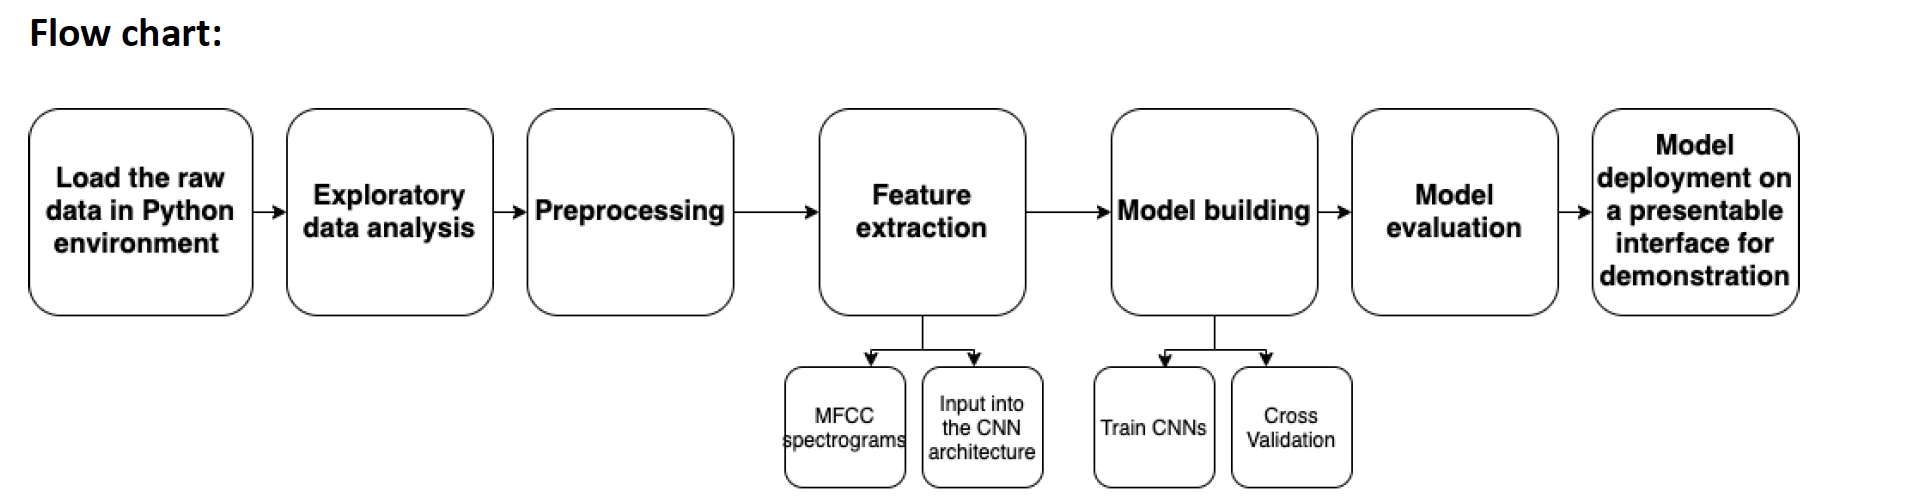 Flow chart:
Load the raw
data in Python
environment
Exploratory
data analysis
Preprocessing
Feature
extraction
Model building
Model
evaluation
Model
deployment on
a presentable
interface for
demonstration
MFCC
spectrograms
Input into
the CNN
architecture
Train CNNs
Cross
Validation